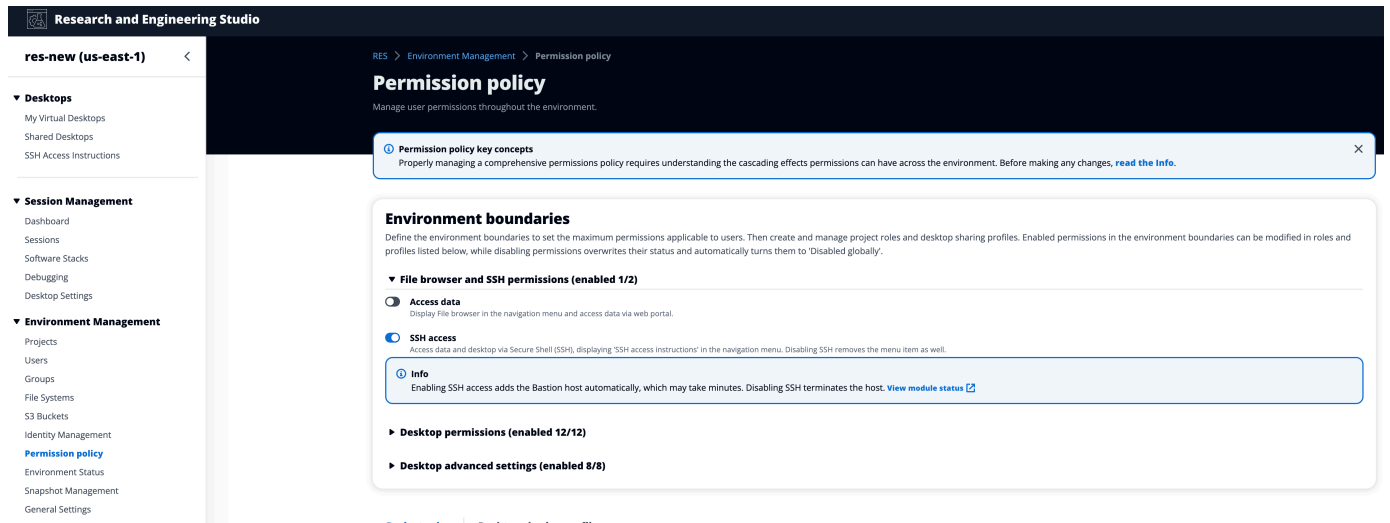 Research and Engineering Studio
res-new (us-east-1)
Desktops
My Virtual Desktops
Shared Desktops
SSH Access Instructions
Session Management
Dashboard
Sessions
Software Stacks
Debugging
Desktop Settings
Environment Management
Projects
Users
Groups
File Systems
S3 Buckets
Identity Management
Permission policy
Environment Status
Snapshot Management
General Settings
RES > Environment Management > Permission policy
Permission policy
Manage user permissions throughout the environment.
Permission policy key concepts
Properly managing a comprehensive permissions policy requires understanding the cascading effects permissions can have across the environment. Before making any changes, read the Info.
Environment boundaries
Define the environment boundaries to set the maximum permissions applicable to users. Then create and manage project roles and desktop sharing profiles. Enabled permissions in the environment boundaries can be modified in roles and
profiles listed below, while disabling permissions overwrites their status and automatically turns them to 'Disabled globally'.
File browser and SSH permissions (enabled 1/2)
Access data
Display File browser in the navigation menu and access data via web portal.
SSH access
Access data and desktop via Secure Shell (SSH), displaying 'SSH access instructions' in the navigation menu. Disabling SSH removes the menu item as well.
Info
Enabling SSH access adds the Bastion host automatically, which may take minutes. Disabling SSH terminates the host. View module status
Desktop permissions (enabled 12/12)
Desktop advanced settings (enabled 8/8)